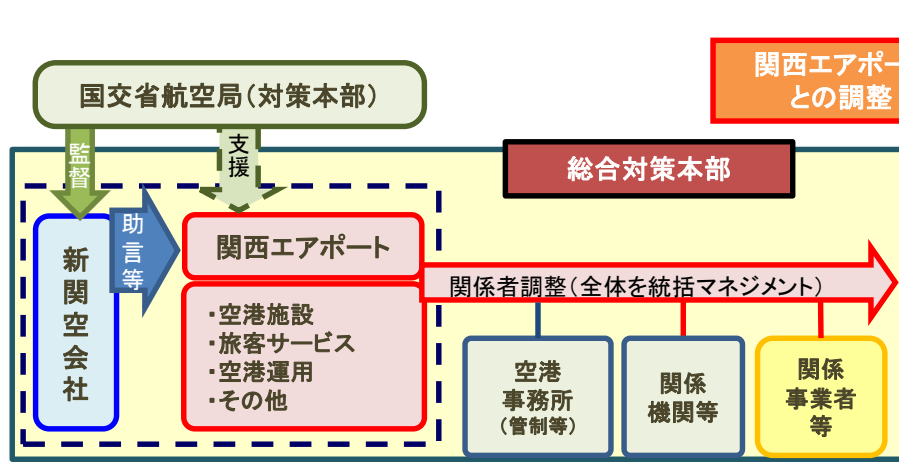 関西エアポー
との調整
国交省航空局(対策本部)
監督
支援
総合対策本部
新関空会社
助言等
関西エアポート
・空港施設
・旅客サービス
・空港運用
・その他
関係者調整(全体を統括マネジメント)
空港
事務所
(管制等)
関係
機関等
関係
事業者
等